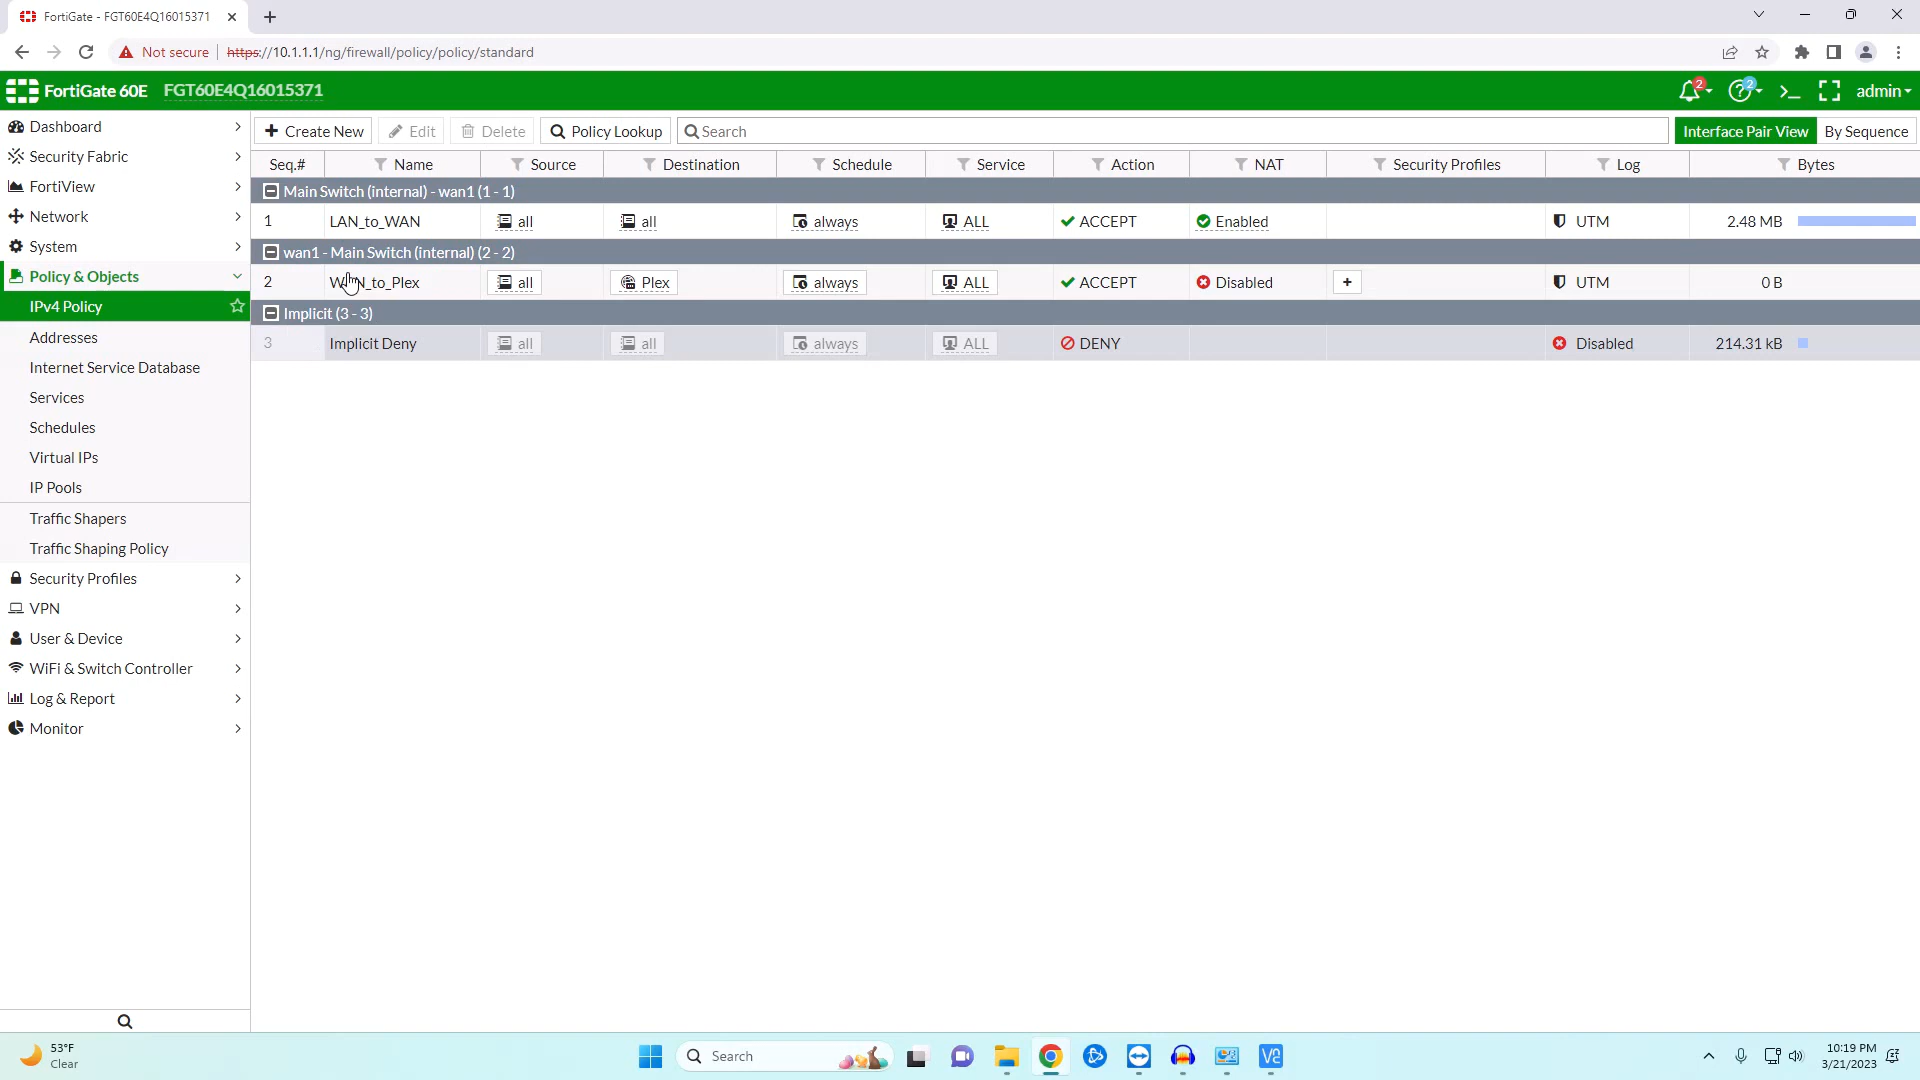 FortiGate - FGT60E4Q16015371
Not secure https://10.1.1.1/ng/firewall/policy/policy/standard
FortiGate 60E FGT60E4Q16015371 2 2 admin
Dashboard
Security Fabric
FortiView
Network
System
Policy & Objects
IPv4 Policy
Addresses
Internet Service Database
Services
Schedules
Virtual IPs
IP Pools
Traffic Shapers
Traffic Shaping Policy
Security Profiles
VPN
User & Device
WiFi & Switch Controller
Log & Report
Monitor
Create New Edit Delete Policy Lookup Search Interface Pair View By Sequence
Seq.# Name Source Destination Schedule Service Action NAT Security Profiles Log Bytes
Main Switch (internal) - wan1 (1 - 1)
1 LAN_to_WAN all all always ALL ACCEPT Enabled UTM 2.48 MB
wan1 - Main Switch (internal) (2 - 2)
2 WAN_to_Plex all Plex always ALL ACCEPT Disabled + UTM 0 B
Implicit (3 - 3)
3 Implicit Deny all all always ALL DENY Disabled 214.31 kB
53°F
Clear
Search
10:19 PM
3/21/2023